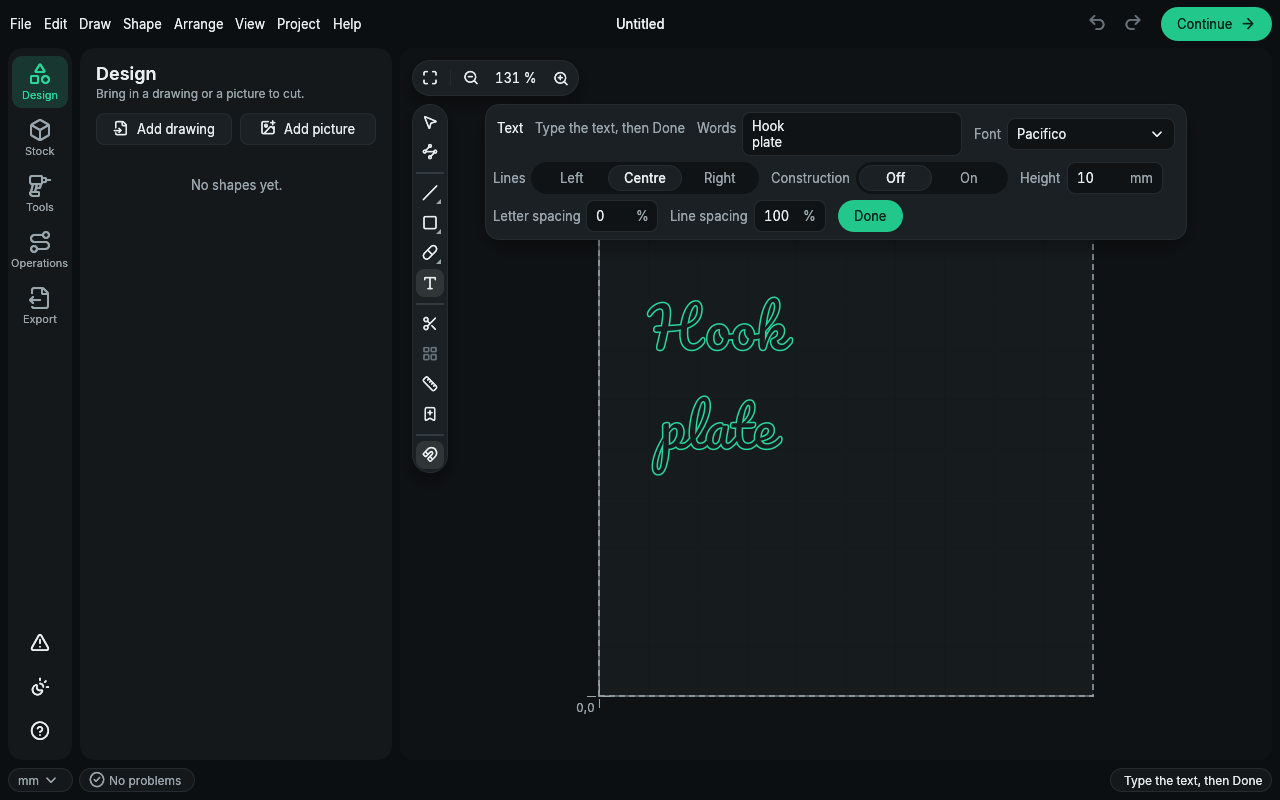 File Edit Draw Shape Arrange View Project Help
Untitled
Continue
Design
Stock
Tools
Operations
Export
Design
Bring in a drawing or a picture to cut.
Add drawing
Add picture
No shapes yet.
131 %
Text Type the text, then Done Words
Hook
plate
Font Pacifico
Lines Left Centre Right Construction Off On Height 10 mm
Letter spacing 0 % Line spacing 100 % Done
Hook
plate
0,0
mm
No problems
Type the text, then Done